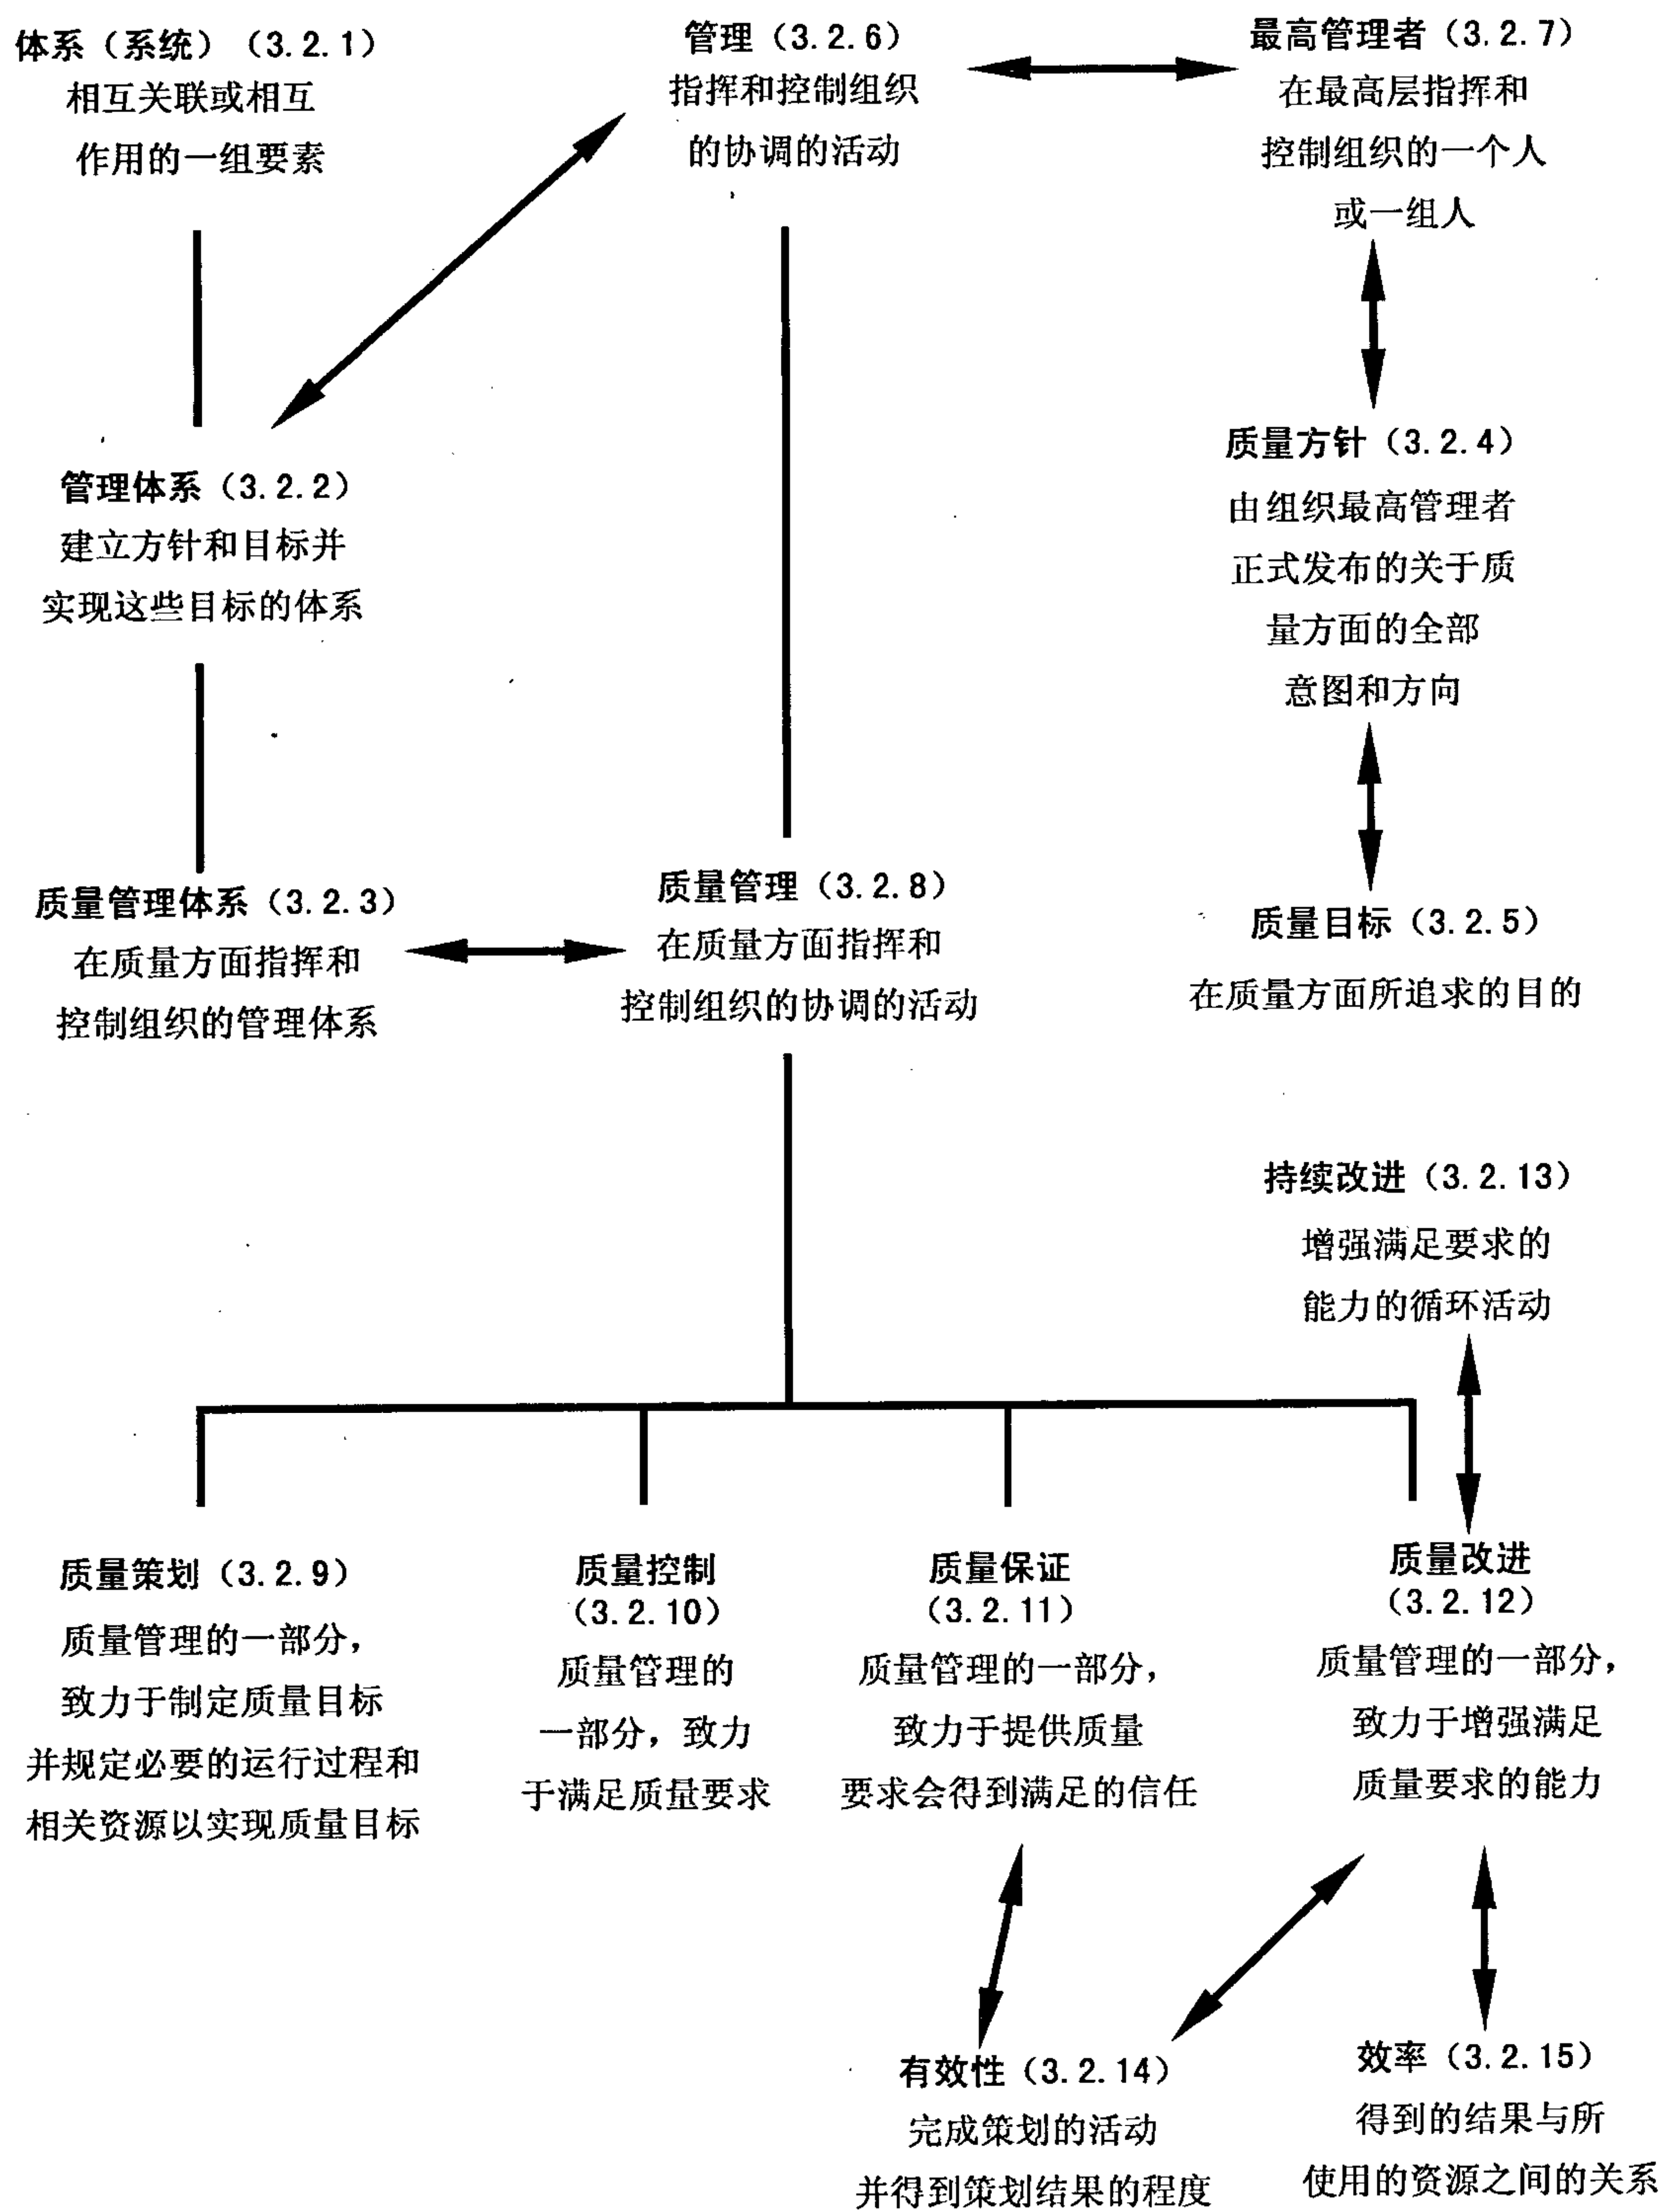 体系（系统）（3.2.1）
相互关联或相互
作用的一组要素
管理（3.2.6）
指挥和控制组织
的协调的活动
最高管理者（3.2.7）
在最高层指挥和
控制组织的一个人
或一组人
管理体系（3.2.2）
建立方针和目标并
实现这些目标的体系
质量方针（3.2.4）
由组织最高管理者
正式发布的关于质
量方面的全部
意图和方向
质量管理体系（3.2.3）
在质量方面指挥和
控制组织的管理体系
质量管理（3.2.8）
在质量方面指挥和
控制组织的协调的活动
质量目标（3.2.5）
在质量方面所追求的目的
持续改进（3.2.13）
增强满足要求的
能力的循环活动
质量策划（3.2.9）
质量管理的一部分，
致力于制定质量目标
并规定必要的运行过程和
相关资源以实现质量目标
质量控制
（3.2.10）
质量管理的
一部分，致力
于满足质量要求
质量保证
（3.2.11）
质量管理的一部分，
致力于提供质量
要求会得到满足的信任
质量改进
（3.2.12）
质量管理的一部分，
致力于增强满足
质量要求的能力
有效性（3.2.14）
完成策划的活动
并得到策划结果的程度
效率（3.2.15）
得到的结果与所
使用的资源之间的关系